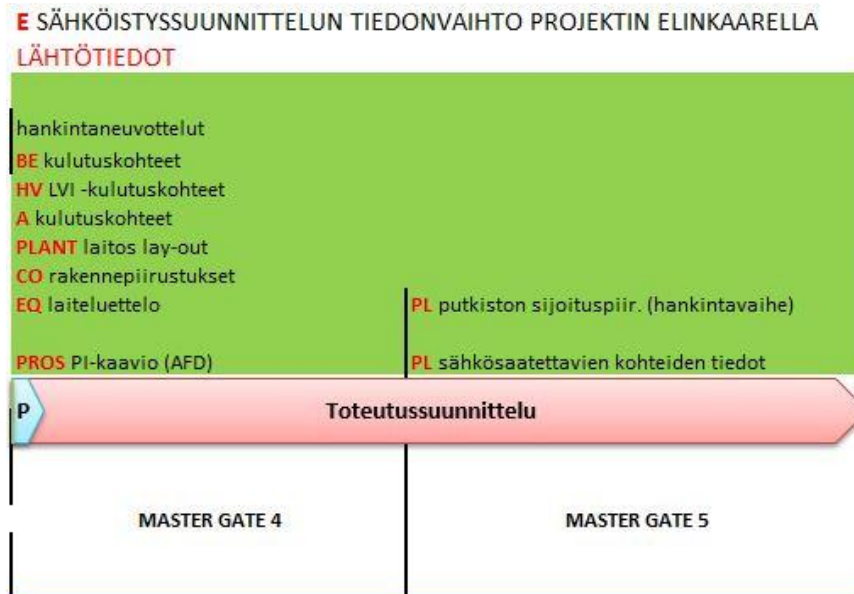 E SÄHKÖISTYSSUUNNITTELUN TIEDONVAIHTO PROJEKTIN ELINKAARELLA
LÄHTÖTIEDOT
hankintaneuvottelut
BE kulutuskohteet
HV LVI -kulutuskohteet
A kulutuskohteet
PLANT laitos lay-out
CO rakennepiirustukset
EQ laiteluettelo
PL putkiston sijoituspiir. (hankintavaihe)
PROS PI-kaavio (AFD)
PL sähkösaatettavien kohteiden tiedot
P
Toteutussuunnittelu
MASTER GATE 4
MASTER GATE 5